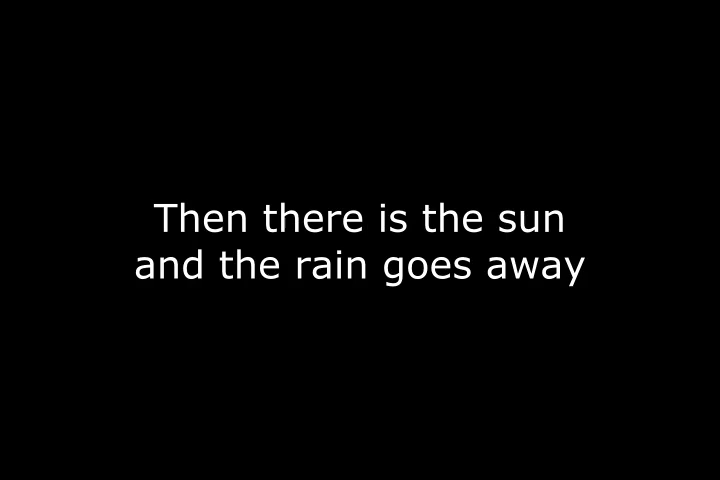 Then there is the sun
and the rain goes away